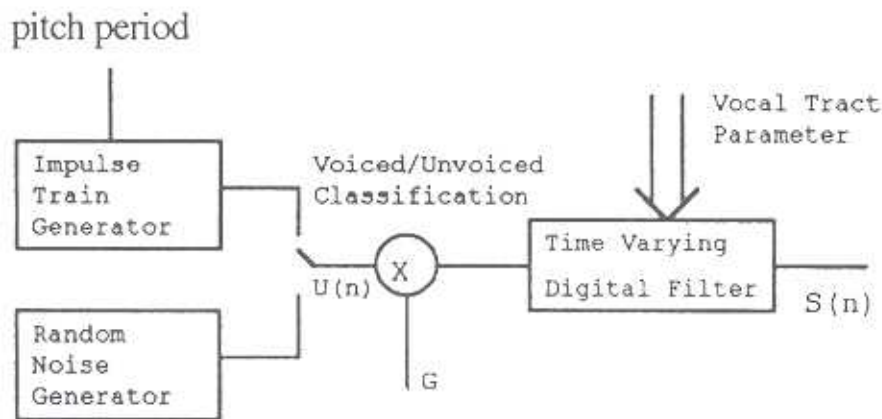 pitch period
Vocal Tract
Parameter
Impulse
Train
Generator
Voiced/Unvoiced
Classification
Time Varying
Digital Filter
X
U(n)
S(n)
Random
Noise
Generator
G